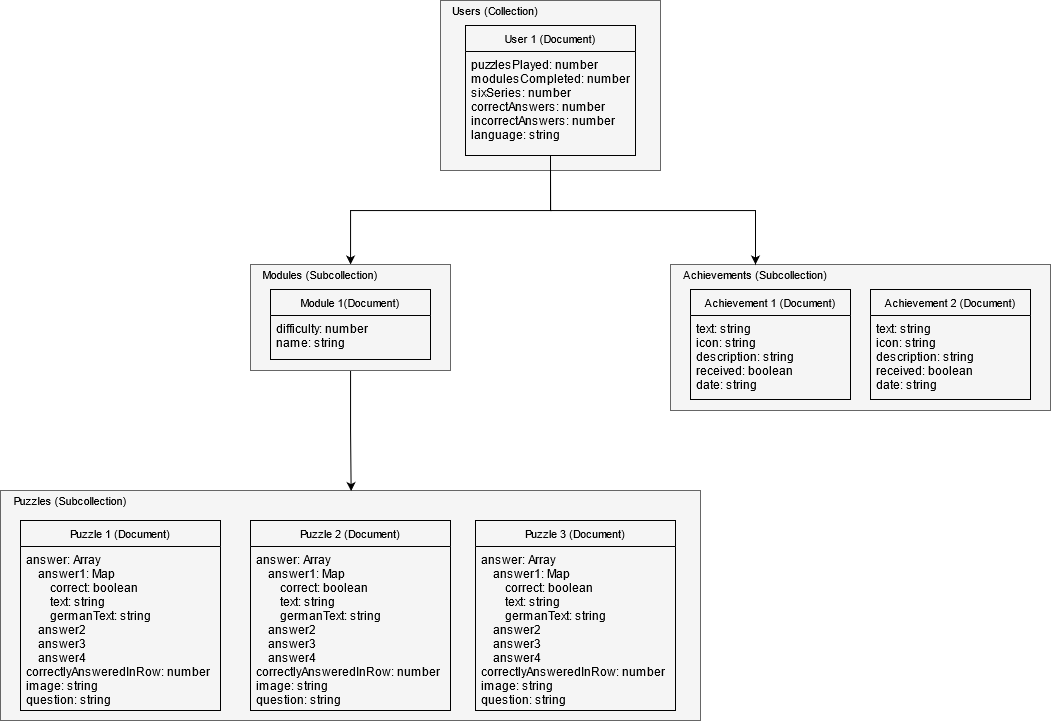 Users (Collection)
User 1 (Document)
puzzlesPlayed: number
modulesCompleted: number
sixSeries: number
correctAnswers: number
incorrectAnswers: number
language: string
Modules (Subcollection)
Module 1(Document)
difficulty: number
name: string
Achievements (Subcollection)
Achievement 1 (Document)
text: string
icon: string
description: string
received: boolean
date: string
Achievement 2 (Document)
text: string
icon: string
description: string
received: boolean
date: string
Puzzles (Subcollection)
Puzzle 1 (Document)
answer: Array
answer1: Map
correct: boolean
text: string
germanText: string
answer2
answer3
answer4
correctlyAnsweredInRow: number
image: string
question: string
Puzzle 2 (Document)
answer: Array
answer1: Map
correct: boolean
text: string
germanText: string
answer2
answer3
answer4
correctlyAnsweredInRow: number
image: string
question: string
Puzzle 3 (Document)
answer: Array
answer1: Map
correct: boolean
text: string
germanText: string
answer2
answer3
answer4
correctlyAnsweredInRow: number
image: string
question: string